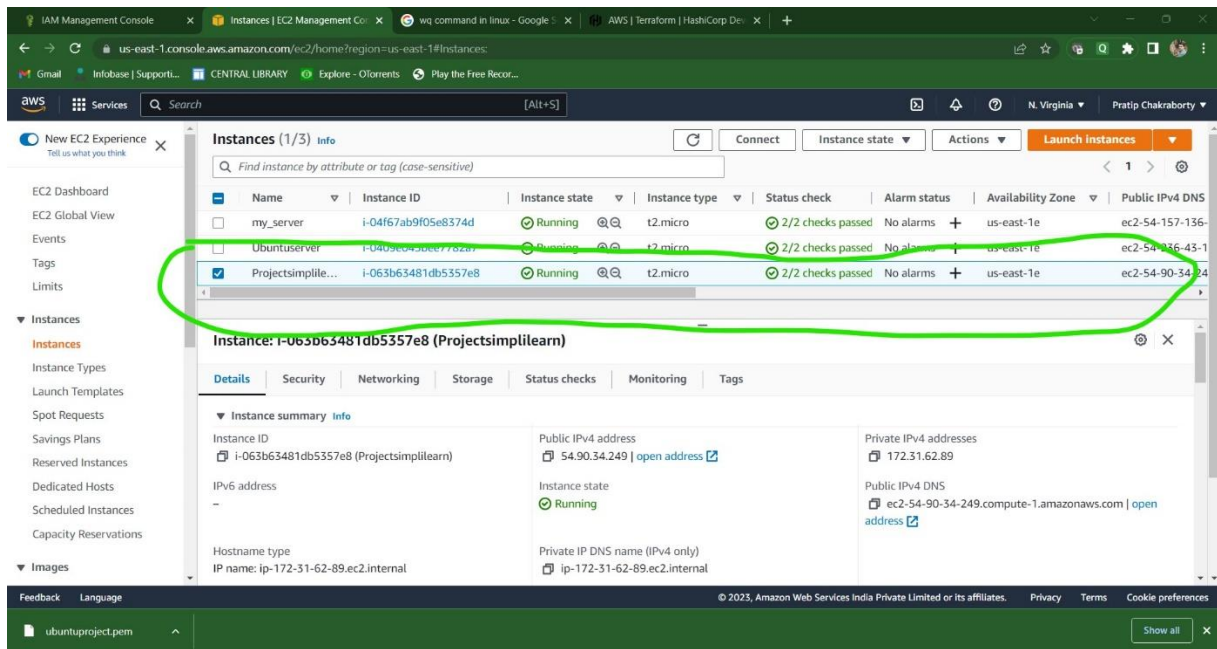 IAM Management Console
Instances | EC2 Management Con
wq command in linux - Google S
AWS | Terraform | HashiCorp Dev
us-east-1.console.aws.amazon.com/ec2/home?region=us-east-1#Instances:
Gmail
Infobase | Supporti...
CENTRAL LIBRARY
Explore - OTorrents
Play the Free Recor...
aws
Services
Search
[Alt+S]
N. Virginia
Pratip Chakraborty
New EC2 Experience
Tell us what you think
EC2 Dashboard
EC2 Global View
Events
Tags
Limits
Instances
Instances
Instance Types
Launch Templates
Spot Requests
Savings Plans
Reserved Instances
Dedicated Hosts
Scheduled Instances
Capacity Reservations
Images
Instances (1/3) Info
Connect
Instance state
Actions
Launch instances
Find instance by attribute or tag (case-sensitive)
1
Name Instance ID Instance state Instance type Status check Alarm status Availability Zone Public IPv4 DNS
my_server i-04f67ab9f05e8374d Running t2.micro 2/2 checks passed No alarms + us-east-1e ec2-54-157-136-
Ubuntuserver Running t2.micro 2/2 checks passed No alarms + us-east-1e
Projectsimplile... i-063b63481db5357e8 Running t2.micro 2/2 checks passed No alarms + us-east-1e
Instance: i-063b63481db5357e8 (Projectsimplilearn)
Details Security Networking Storage Status checks Monitoring Tags
Instance summary Info
Instance ID
i-063b63481db5357e8 (Projectsimplilearn)
Public IPv4 address
54.90.34.249 | open address
Private IPv4 addresses
172.31.62.89
IPv6 address
–
Instance state
Running
Public IPv4 DNS
ec2-54-90-34-249.compute-1.amazonaws.com | open
address
Hostname type
IP name: ip-172-31-62-89.ec2.internal
Private IP DNS name (IPv4 only)
ip-172-31-62-89.ec2.internal
Feedback
Language
© 2023, Amazon Web Services India Private Limited or its affiliates.
Privacy
Terms
Cookie preferences
ubuntuproject.pem
Show all